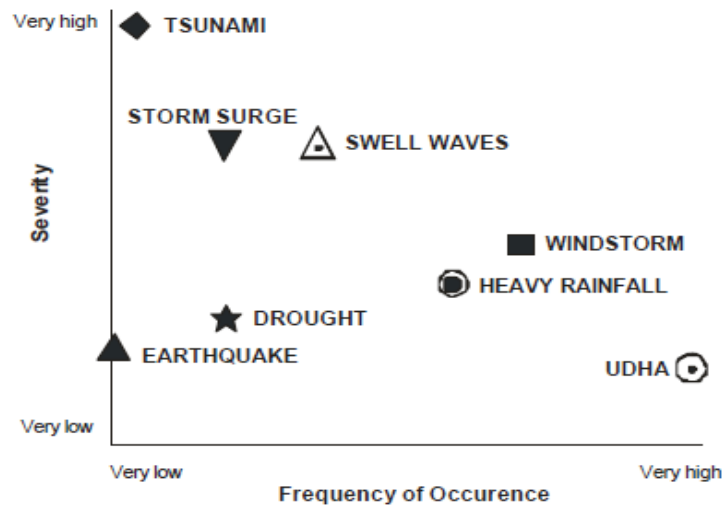 Very high
TSUNAMI
STORM SURGE
SWELL WAVES
Severity
WINDSTORM
HEAVY RAINFALL
DROUGHT
EARTHQUAKE
UDHA
Very low
Very low
Very high
Frequency of Occurence